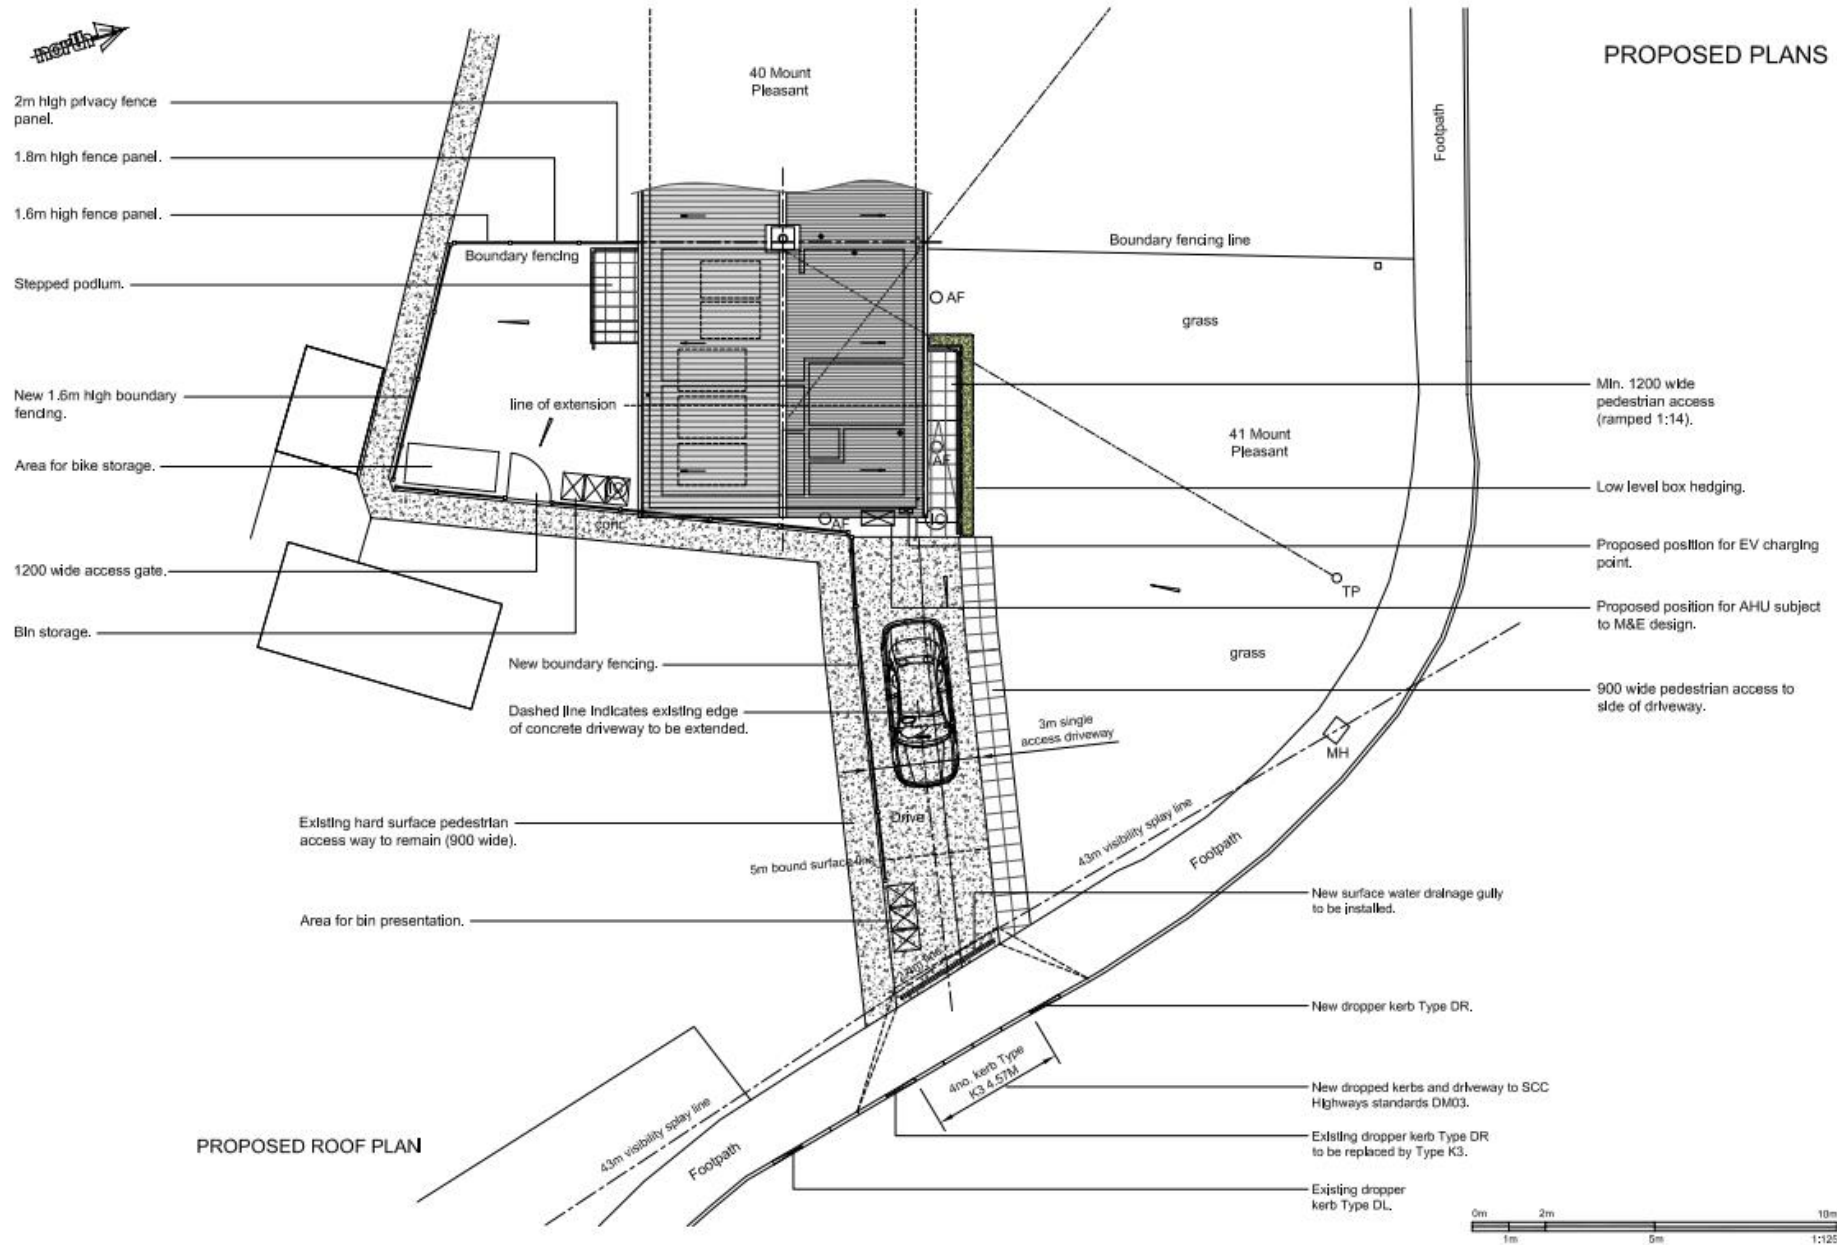 north
PROPOSED PLANS
40 Mount
Pleasant
2m high privacy fence
panel.
1.8m high fence panel.
1.6m high fence panel.
Stepped podium.
New 1.6m high boundary
fencing.
Area for bike storage.
1200 wide access gate.
Bin storage.
Boundary fencing
line of extension
conc
AF
AF
AF
IC
Footpath
Boundary fencing line
grass
41 Mount
Pleasant
TP
grass
MH
Min. 1200 wide
pedestrian access
(ramped 1:14).
Low level box hedging.
Proposed position for EV charging
point.
Proposed position for AHU subject
to M&E design.
900 wide pedestrian access to
side of driveway.
New boundary fencing.
Dashed line indicates existing edge
of concrete driveway to be extended.
3m single
access driveway
Existing hard surface pedestrian
access way to remain (900 wide).
Drive
5m bound surface line
Area for bin presentation.
43m visibility splay line
Footpath
New surface water drainage gully
to be installed.
New dropper kerb Type DR.
4no. kerb Type
K3 4.57M
New dropped kerbs and driveway to SCC
Highways standards DM03.
Existing dropper kerb Type DR
to be replaced by Type K3.
Existing dropper
kerb Type DL.
43m visibility splay line
Footpath
PROPOSED ROOF PLAN
0m 2m 10m
1m 5m 1:125